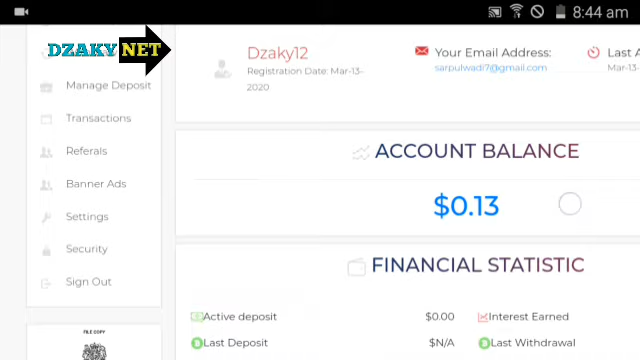 8:44 am
DZAKY NET
Dzaky12
Registration Date: Mar-13-
2020
Your Email Address:
sarpulwadi7@gmail.com
Last A
Mar-13-
Manage Deposit
Transactions
Referals
Banner Ads
Settings
Security
Sign Out
ACCOUNT BALANCE
$0.13
FINANCIAL STATISTIC
Active deposit $0.00 Interest Earned
Last Deposit $N/A Last Withdrawal
FILE COPY